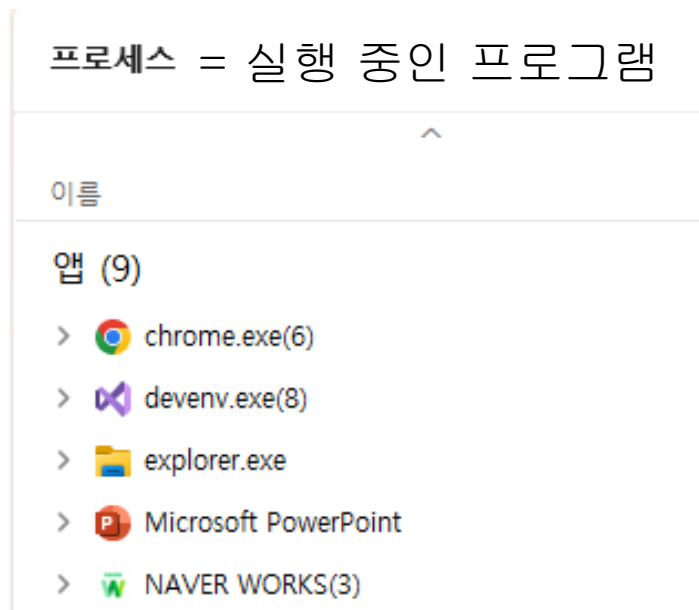 프로세스 = 실행 중인 프로그램
이름
앱 (9)
chrome.exe(6)
devenv.exe(8)
explorer.exe
Microsoft PowerPoint
NAVER WORKS(3)